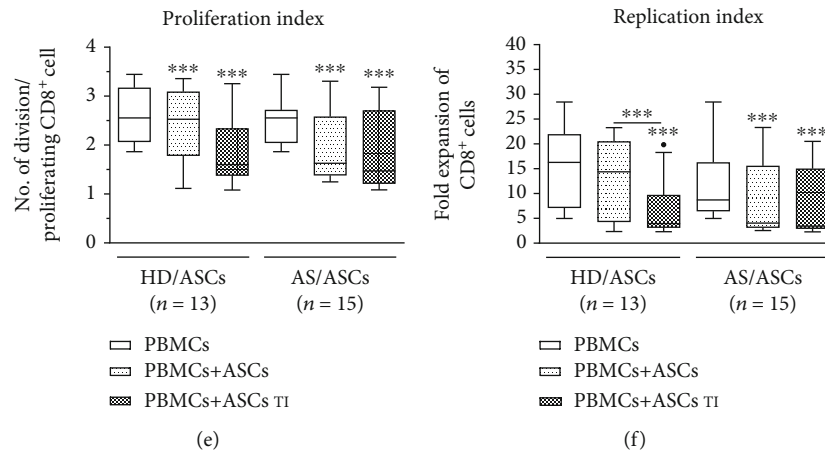 Proliferation index
No. of division/
proliferating CD8⁺ cell
4
3
2
1
0
*** *** *** ***
HD/ASCs AS/ASCs
(n = 13) (n = 15)
PBMCs
PBMCs+ASCs
PBMCs+ASCs TI
(e)
Replication index
Fold expansion of
CD8⁺ cells
40
35
30
25
20
15
10
5
0
***
*** *** ***
HD/ASCs AS/ASCs
(n = 13) (n = 15)
PBMCs
PBMCs+ASCs
PBMCs+ASCs TI
(f)